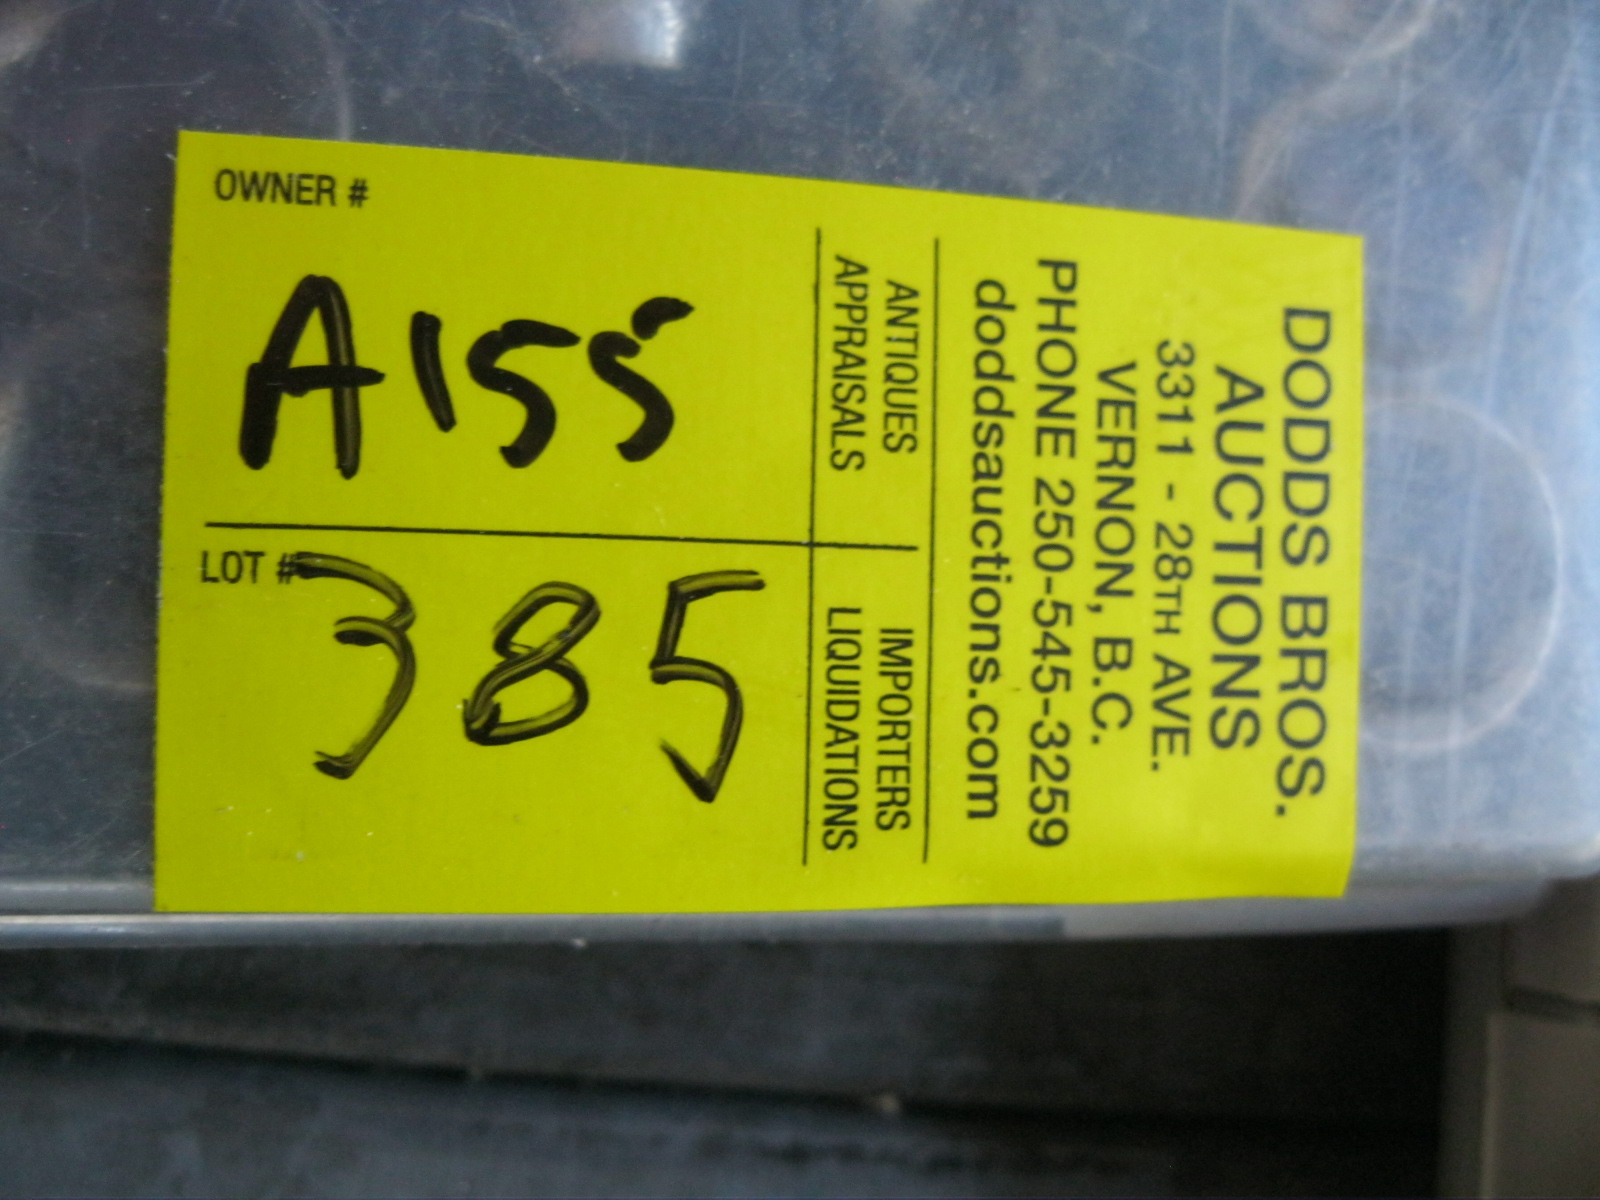 OWNER #
A155
LOT #
385
DODDS BROS.
AUCTIONS
3311 - 28TH AVE.
VERNON, B.C.
PHONE 250-545-3259
doddsauctions.com
ANTIQUES
APPRAISALS
IMPORTERS
LIQUIDATIONS